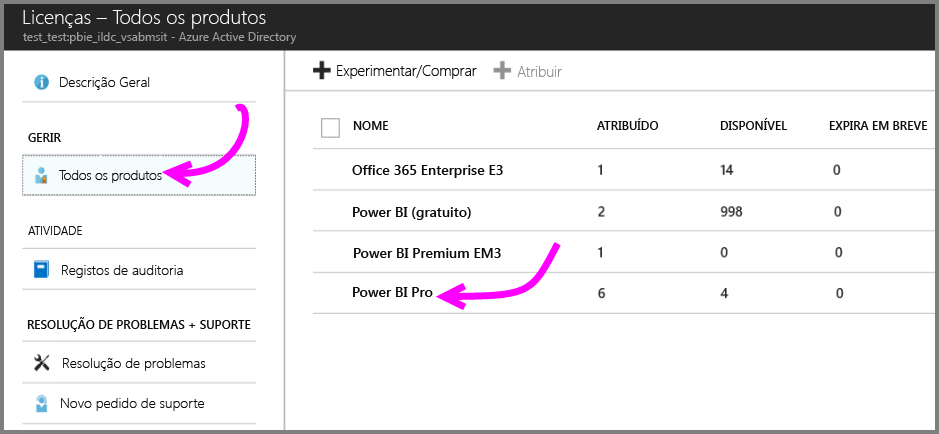 Licenças – Todos os produtos
test_test:pbie_ildc_vsabmsit - Azure Active Directory
Descrição Geral
GERIR
Todos os produtos
ATIVIDADE
Registos de auditoria
RESOLUÇÃO DE PROBLEMAS + SUPORTE
Resolução de problemas
Novo pedido de suporte
Experimentar/Comprar Atribuir
NOME ATRIBUÍDO DISPONÍVEL EXPIRA EM BREVE
Office 365 Enterprise E3 1 14 0
Power BI (gratuito) 2 998 0
Power BI Premium EM3 1 0 0
Power BI Pro 6 4 0